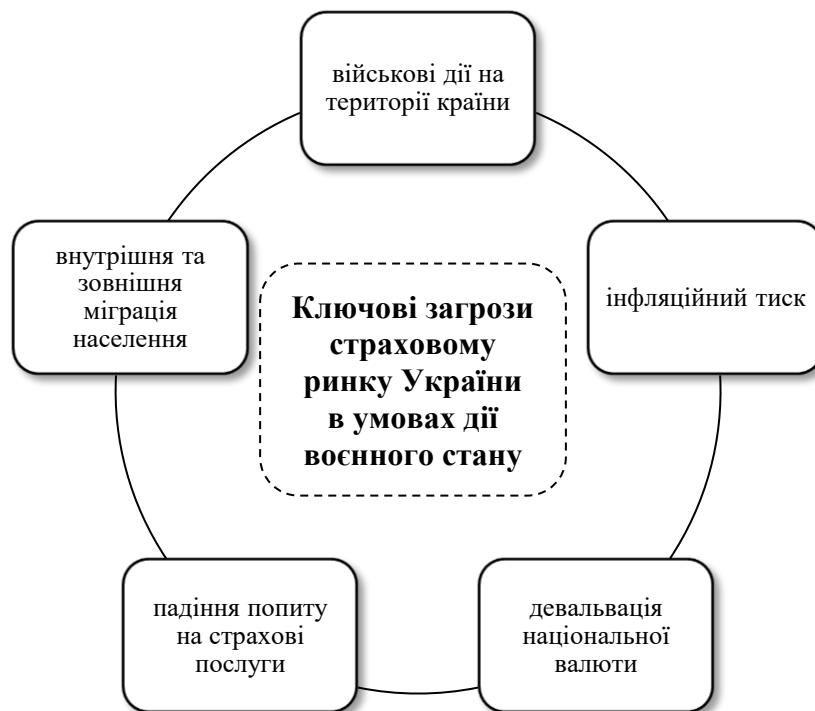 військові дії на
території країни
внутрішня та
зовнішня
міграція
населення
Ключові загрози
страховому
ринку України
в умовах дії
воєнного стану
інфляційний тиск
падіння попиту
на страхові
послуги
девальвація
національної
валюти